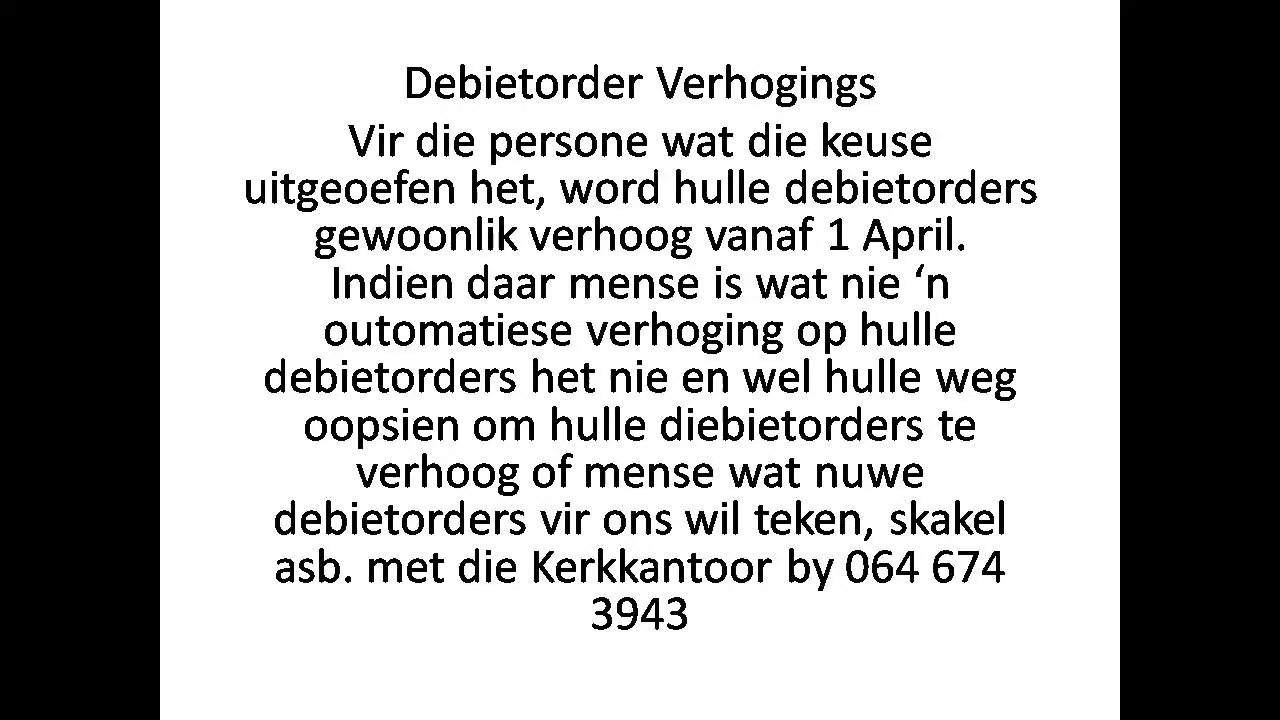 Debietorder Verhogings
Vir die persone wat die keuse
uitgeoefen het, word hulle debietorders
gewoonlik verhoog vanaf 1 April.
Indien daar mense is wat nie ‘n
outomatiese verhoging op hulle
debietorders het nie en wel hulle weg
oopsien om hulle diebietorders te
verhoog of mense wat nuwe
debietorders vir ons wil teken, skakel
asb. met die Kerkkantoor by 064 674
3943